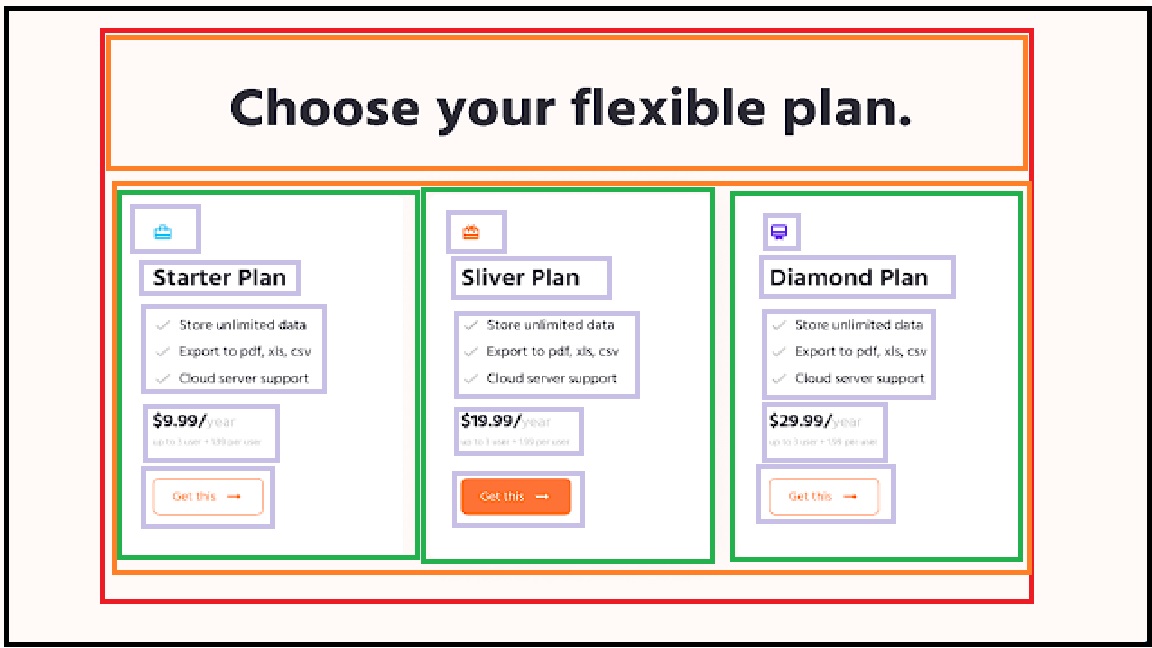 Choose your flexible plan.
Starter Plan
Store unlimited data
Export to pdf, xls, csv
Cloud server support
$9.99/year
up to 1 user + 1.99 per user
Get this →
Sliver Plan
Store unlimited data
Export to pdf, xls, csv
Cloud server support
$19.99/year
up to 1 user + 1.99 per user
Get this →
Diamond Plan
Store unlimited data
Export to pdf, xls, csv
Cloud server support
$29.99/year
up to 3 user + 1.99 per user
Get this →